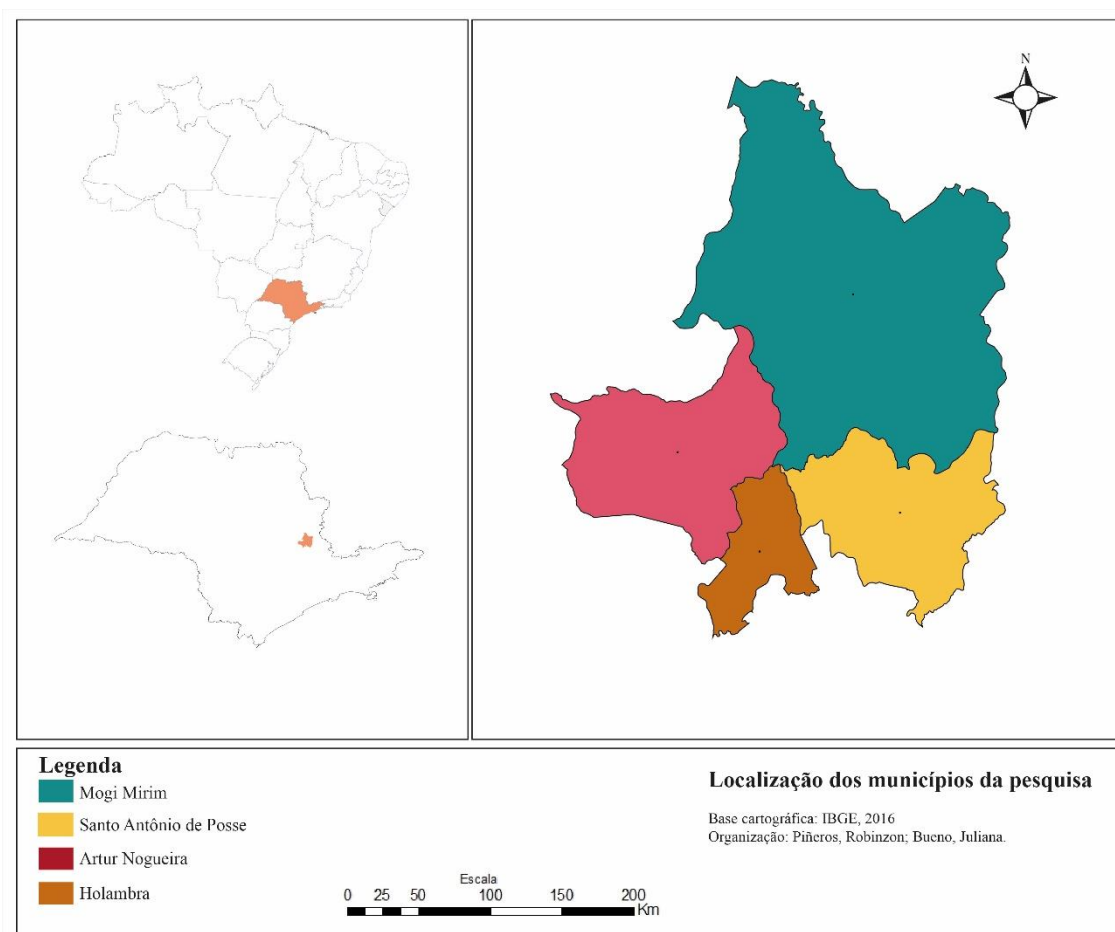 N
Legenda
Mogi Mirim
Santo Antônio de Posse
Artur Nogueira
Holambra
Escala
0 25 50 100 150 200
Km
Localização dos municípios da pesquisa
Base cartográfica: IBGE, 2016
Organização: Piñeros, Robinzon; Bueno, Juliana.